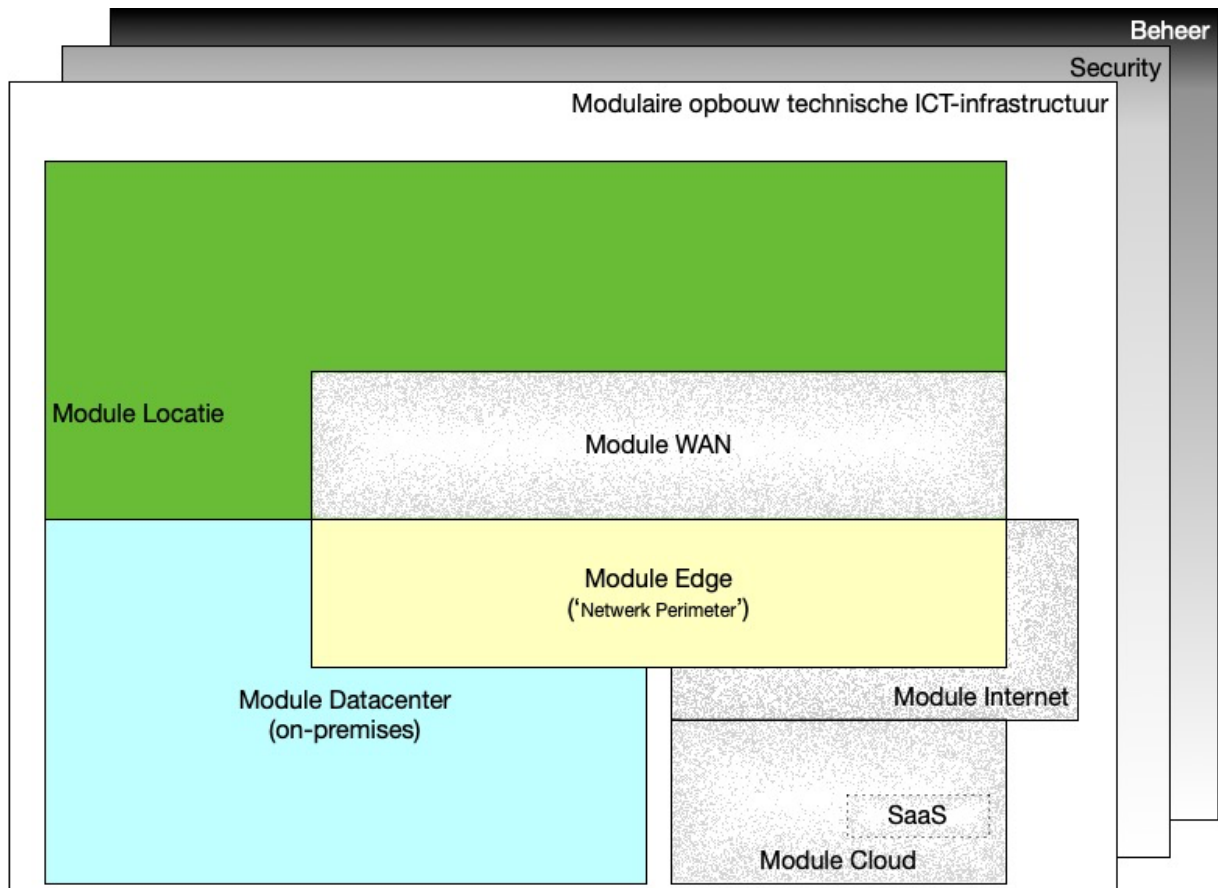 Beheer
Security
Modulaire opbouw technische ICT-infrastructuur
Module Locatie
Module WAN
Module Edge
(‘Netwerk Perimeter’)
Module Datacenter
(on-premises)
Module Internet
SaaS
Module Cloud